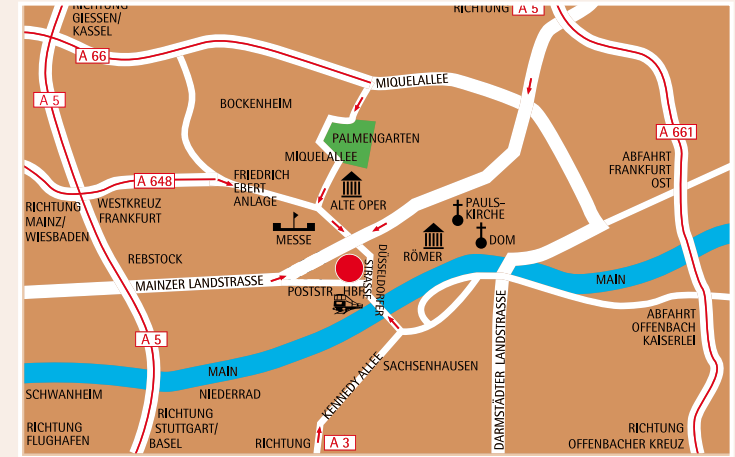 RICHTUNG
GIESSEN/
KASSEL
RICHTUNG
A 5
A 66
MIQUELALLEE
A 5
BOCKENHEIM
PALMENGARTEN
A 661
MIQUELALLEE
ABFAHRT
FRANKFURT
OST
A 648
FRIEDRICH
EBERT
ANLAGE
RICHTUNG
MAINZ/
WIESBADEN
WESTKREUZ
FRANKFURT
ALTE OPER
PAULS-
KIRCHE
MESSE
DOM
RÖMER
REBSTOCK
MAINZER LANDSTRASSE
DÜSSELDORFER
STRASSE
POSTSTR.
HBF
MAIN
ABFAHRT
OFFENBACH
KAISERLEI
A 5
DARMSTÄDTER LANDSTRASSE
SACHSENHAUSEN
MAIN
KENNEDY ALLEE
SCHWANHEIM
NIEDERRAD
RICHTUNG
FLUGHAFEN
RICHTUNG
STUTTGART/
BASEL
RICHTUNG
A 3
RICHTUNG
OFFENBACHER KREUZ